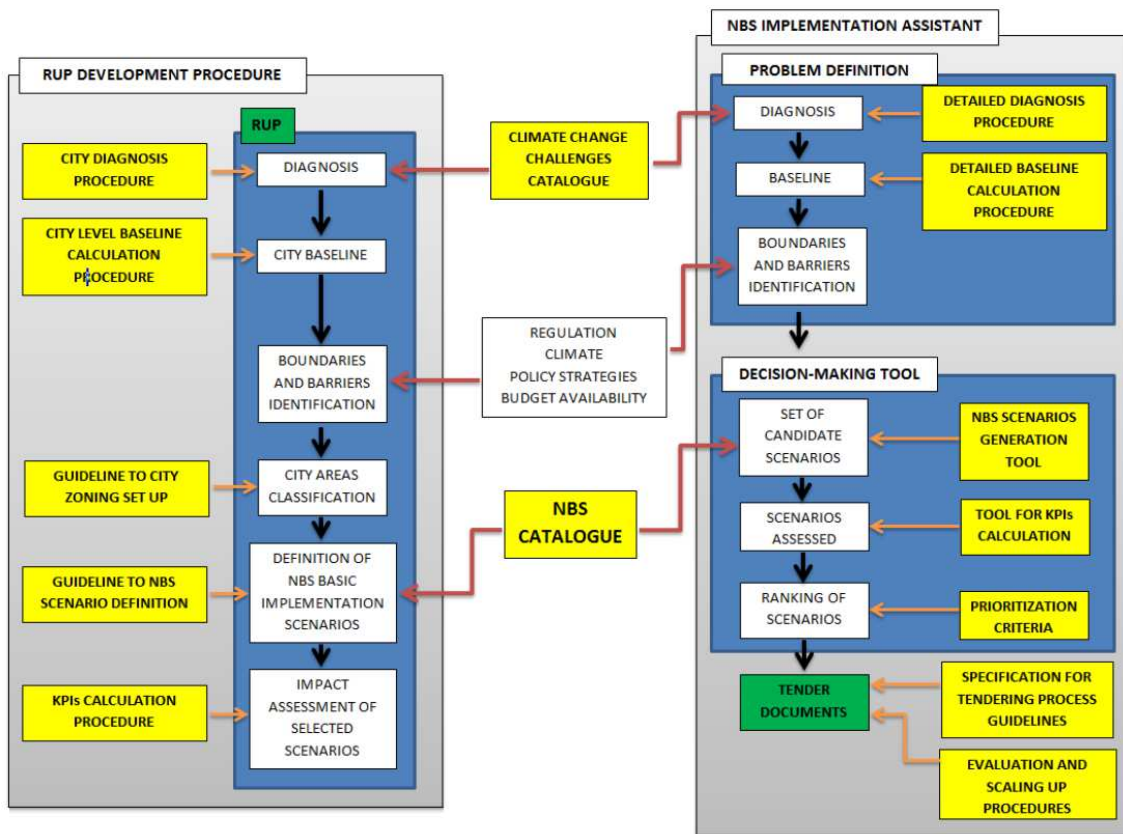 RUP DEVELOPMENT PROCEDURE
RUP
CITY DIAGNOSIS
PROCEDURE
DIAGNOSIS
CITY LEVEL BASELINE
CALCULATION
PROCEDURE
CITY BASELINE
BOUNDARIES
AND BARRIERS
IDENTIFICATION
GUIDELINE TO CITY
ZONING SET UP
CITY AREAS
CLASSIFICATION
GUIDELINE TO NBS
SCENARIO DEFINITION
DEFINITION OF
NBS BASIC
IMPLEMENTATION
SCENARIOS
KPIs CALCULATION
PROCEDURE
IMPACT
ASSESSMENT OF
SELECTED
SCENARIOS
CLIMATE CHANGE
CHALLENGES
CATALOGUE
REGULATION
CLIMATE
POLICY STRATEGIES
BUDGET AVAILABILITY
NBS
CATALOGUE
NBS IMPLEMENTATION ASSISTANT
PROBLEM DEFINITION
DIAGNOSIS
DETAILED DIAGNOSIS
PROCEDURE
BASELINE
DETAILED BASELINE
CALCULATION
PROCEDURE
BOUNDARIES
AND BARRIERS
IDENTIFICATION
DECISION-MAKING TOOL
SET OF
CANDIDATE
SCENARIOS
NBS SCENARIOS
GENERATION
TOOL
SCENARIOS
ASSESSED
TOOL FOR KPIs
CALCULATION
RANKING OF
SCENARIOS
PRIORITIZATION
CRITERIA
TENDER
DOCUMENTS
SPECIFICATION FOR
TENDERING PROCESS
GUIDELINES
EVALUATION AND
SCALING UP
PROCEDURES